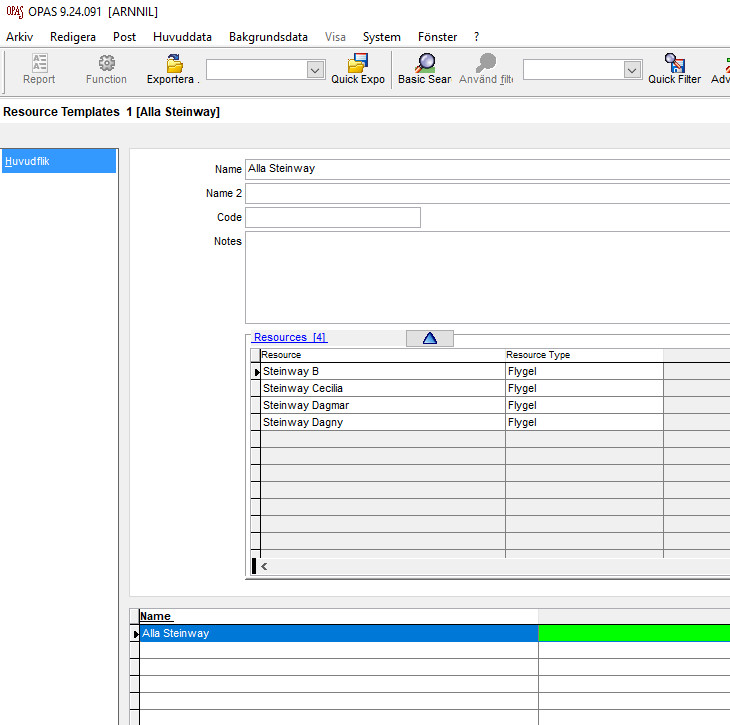 OPAS OPAS 9.24.091 [ARNNIL]
Arkiv Redigera Post Huvuddata Bakgrundsdata Visa System Fönster ?
Report Function Exportera . Quick Expo Basic Sear Använd filt Quick Filter Adv
Resource Templates 1 [Alla Steinway]
Huvudflik
Name Alla Steinway
Name 2
Code
Notes
Resources [4]
Resource Resource Type
Steinway B Flygel
Steinway Cecilia Flygel
Steinway Dagmar Flygel
Steinway Dagny Flygel
Name
Alla Steinway